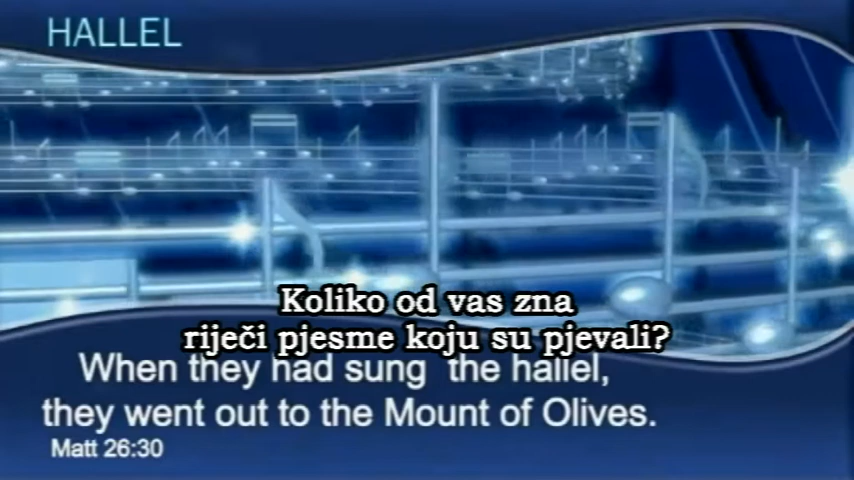 HALLEL
Koliko od vas zna
riječi pjesme koju su pjevali?
When they had sung the hallel,
they went out to the Mount of Olives.
Matt 26:30